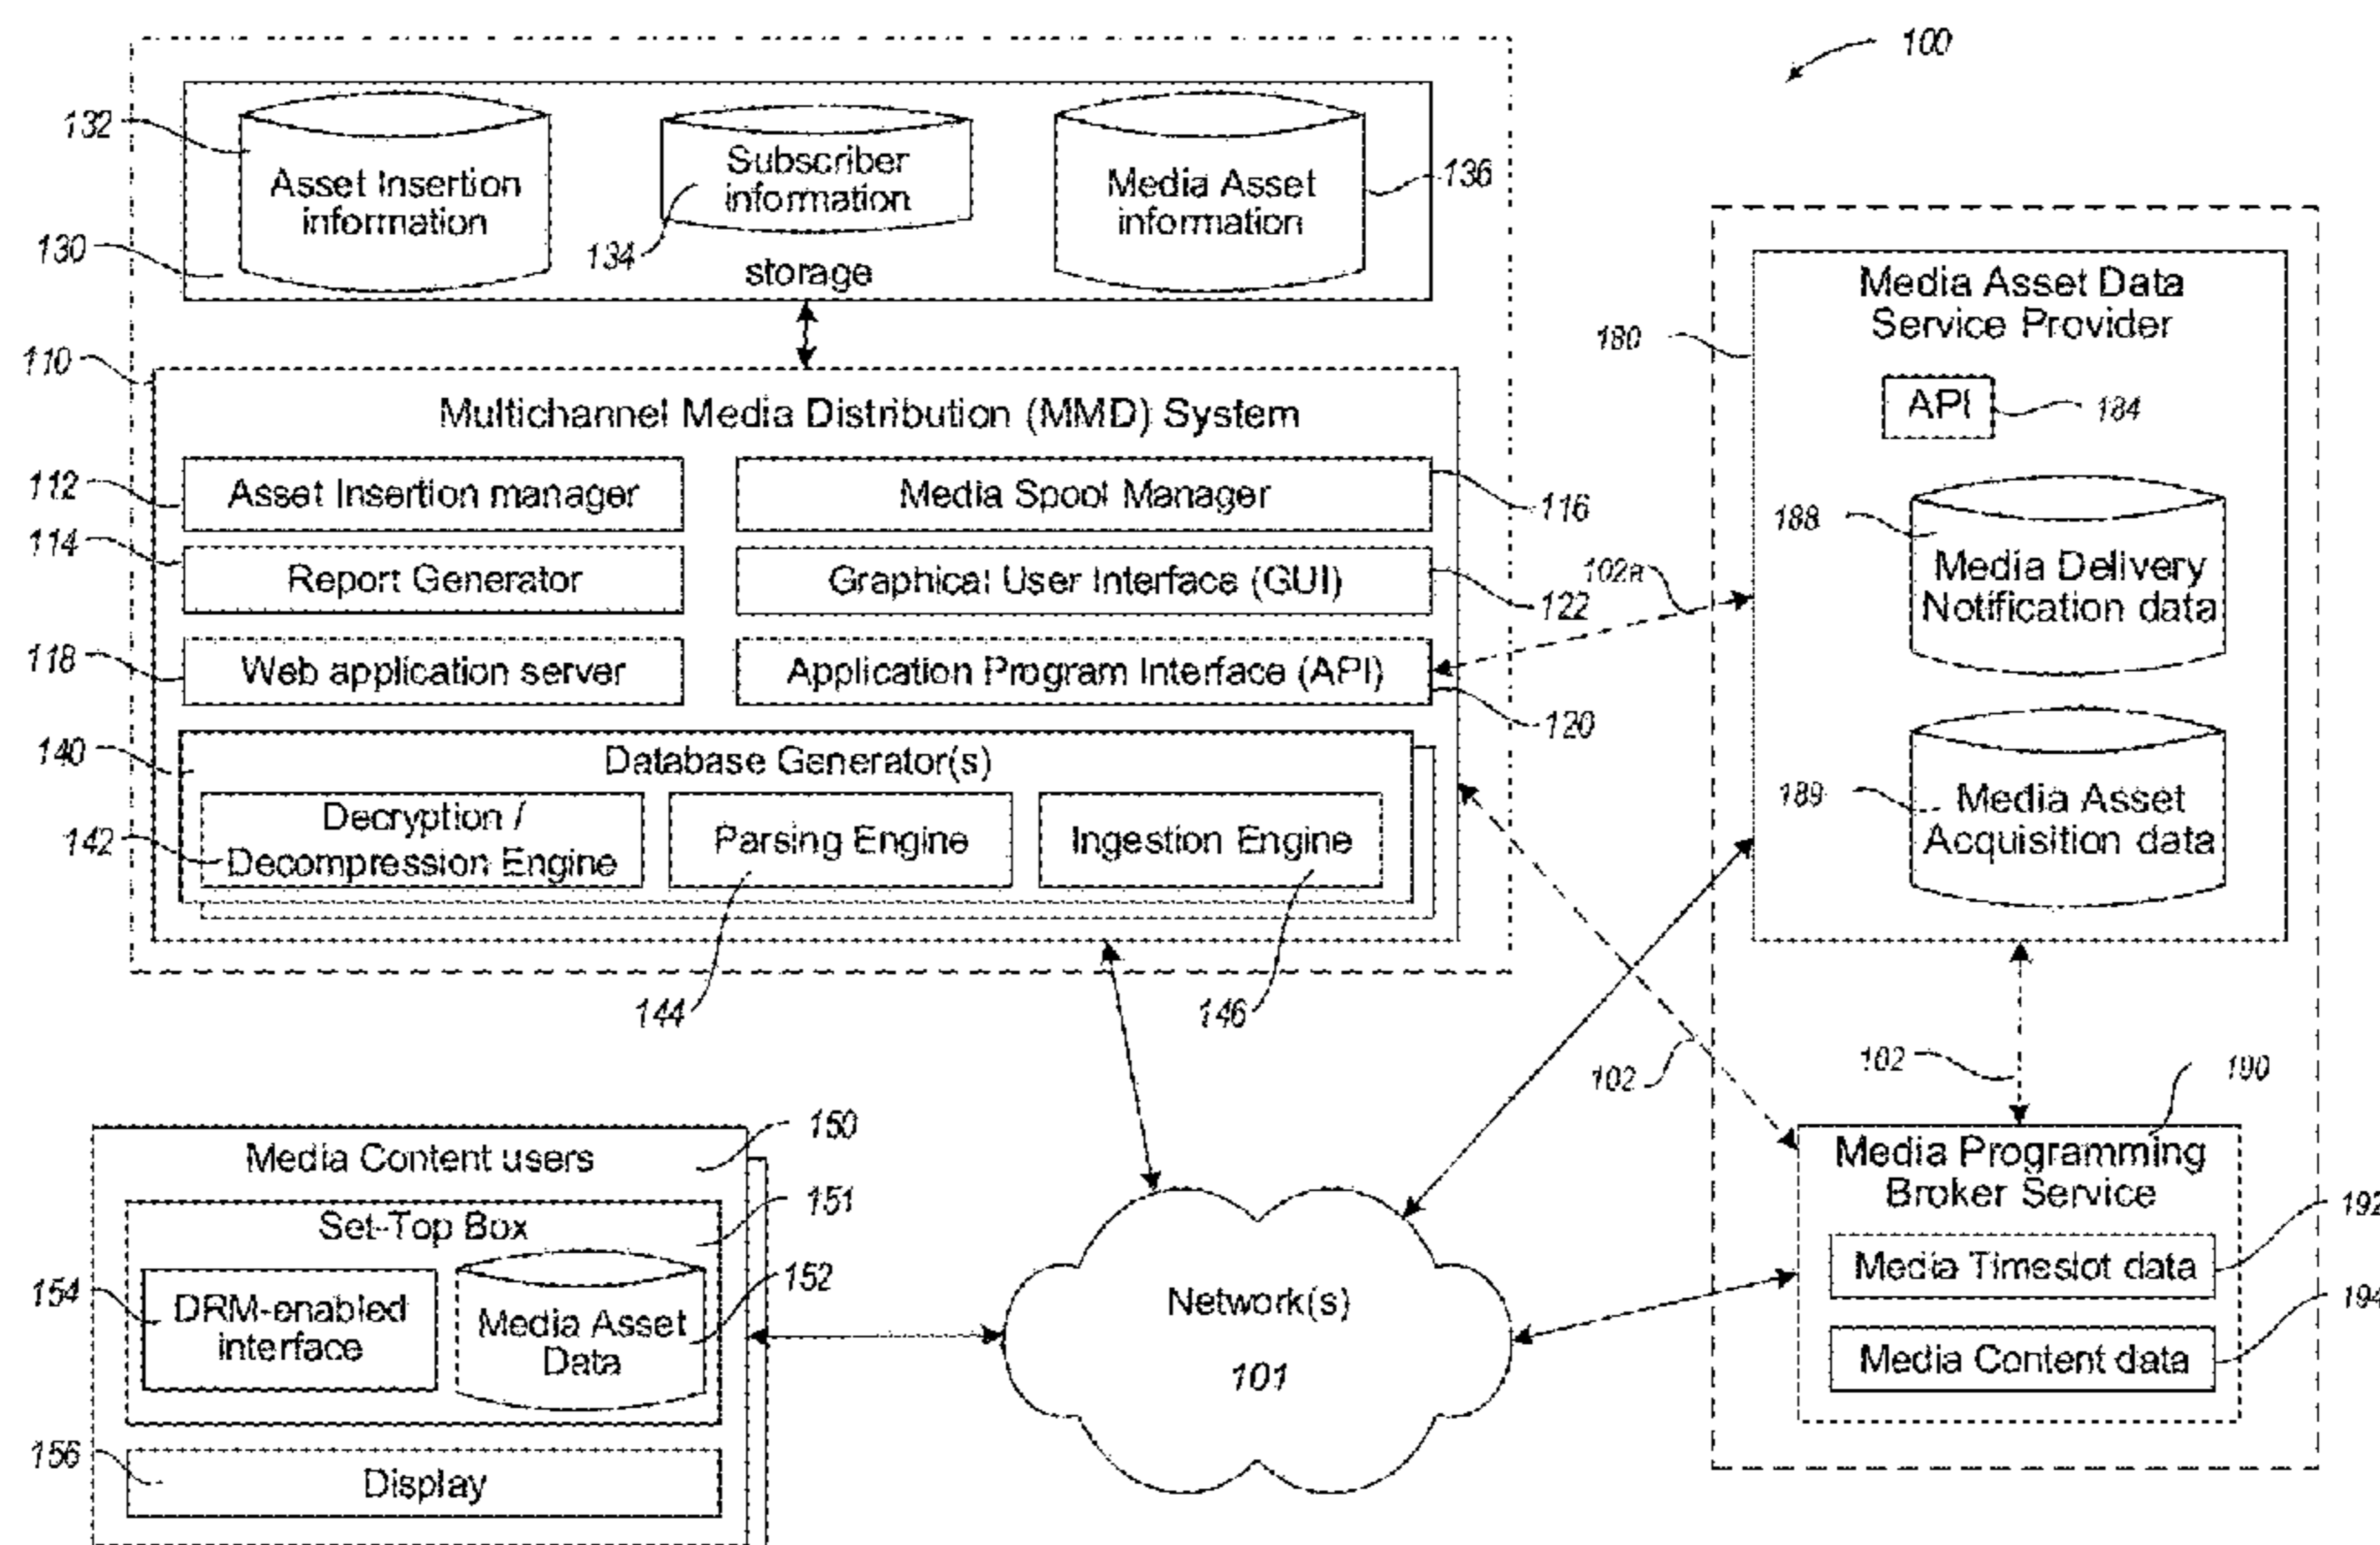 100
132
Asset Insertion
information
Subscriber
information
134
Media Asset
information
136
130
storage
110
Multichannel Media Distribution (MMD) System
112
Asset Insertion manager
Media Spool Manager
116
114
Report Generator
Graphical User Interface (GUI)
122
118
Web application server
Application Program Interface (API)
120
102a
140
Database Generator(s)
142
Decryption /
Decompression Engine
Parsing Engine
Ingestion Engine
144
146
180
Media Asset Data
Service Provider
API
184
188
Media Delivery
Notification data
189
Media Asset
Acquisition data
102
102
190
Media Programming
Broker Service
Media Timeslot data
192
Media Content data
194
Media Content users
150
Set-Top Box
151
154
DRM-enabled
interface
Media Asset
Data
152
156
Display
Network(s)
101